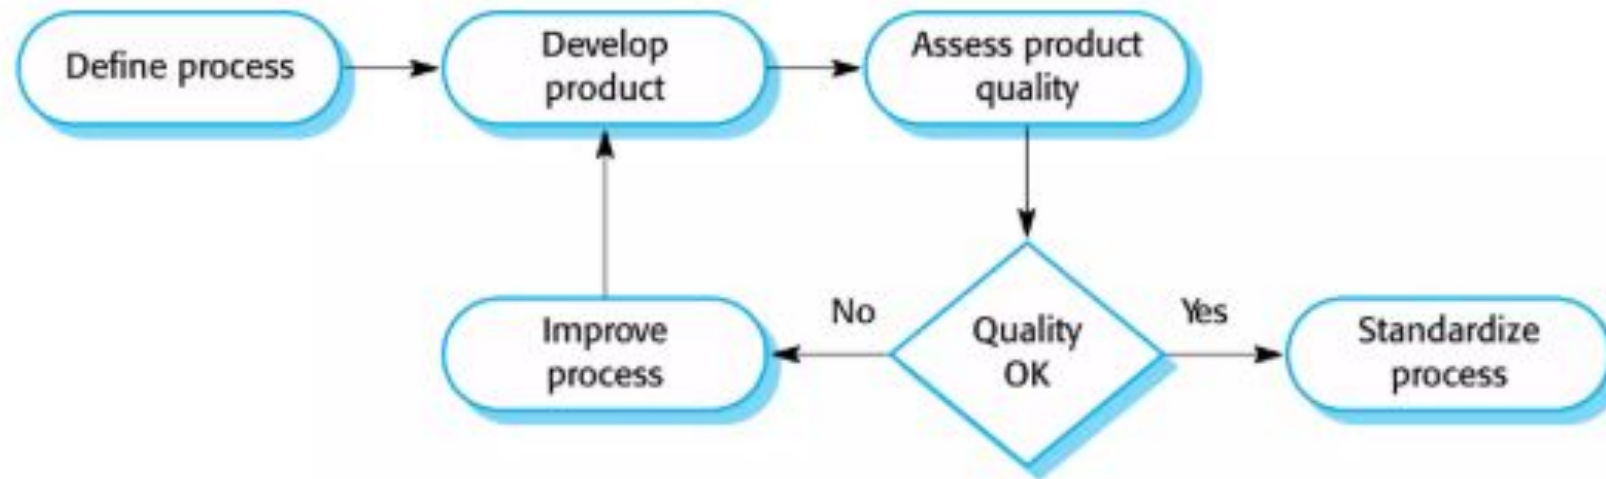 Define process
Develop
product
Assess product
quality
Improve
process
No
Quality
OK
Yes
Standardize
process